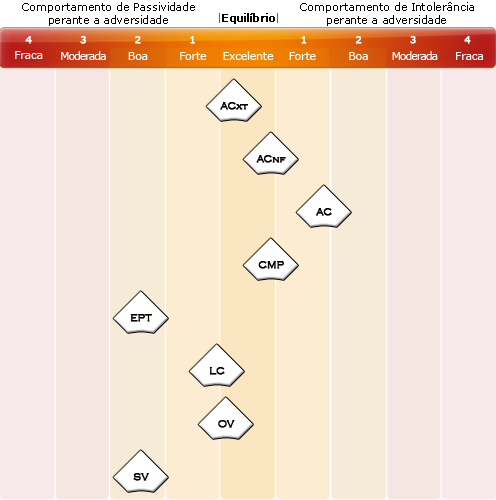 Comportamento de Passividade
perante a adversidade
|Equilíbrio|
Comportamento de Intolerância
perante a adversidade
4 3 2 1 1 2 3 4
Fraca Moderada Boa Forte Excelente Forte Boa Moderada Fraca
ACXT
ACNF
AC
CMP
EPT
LC
OV
SV